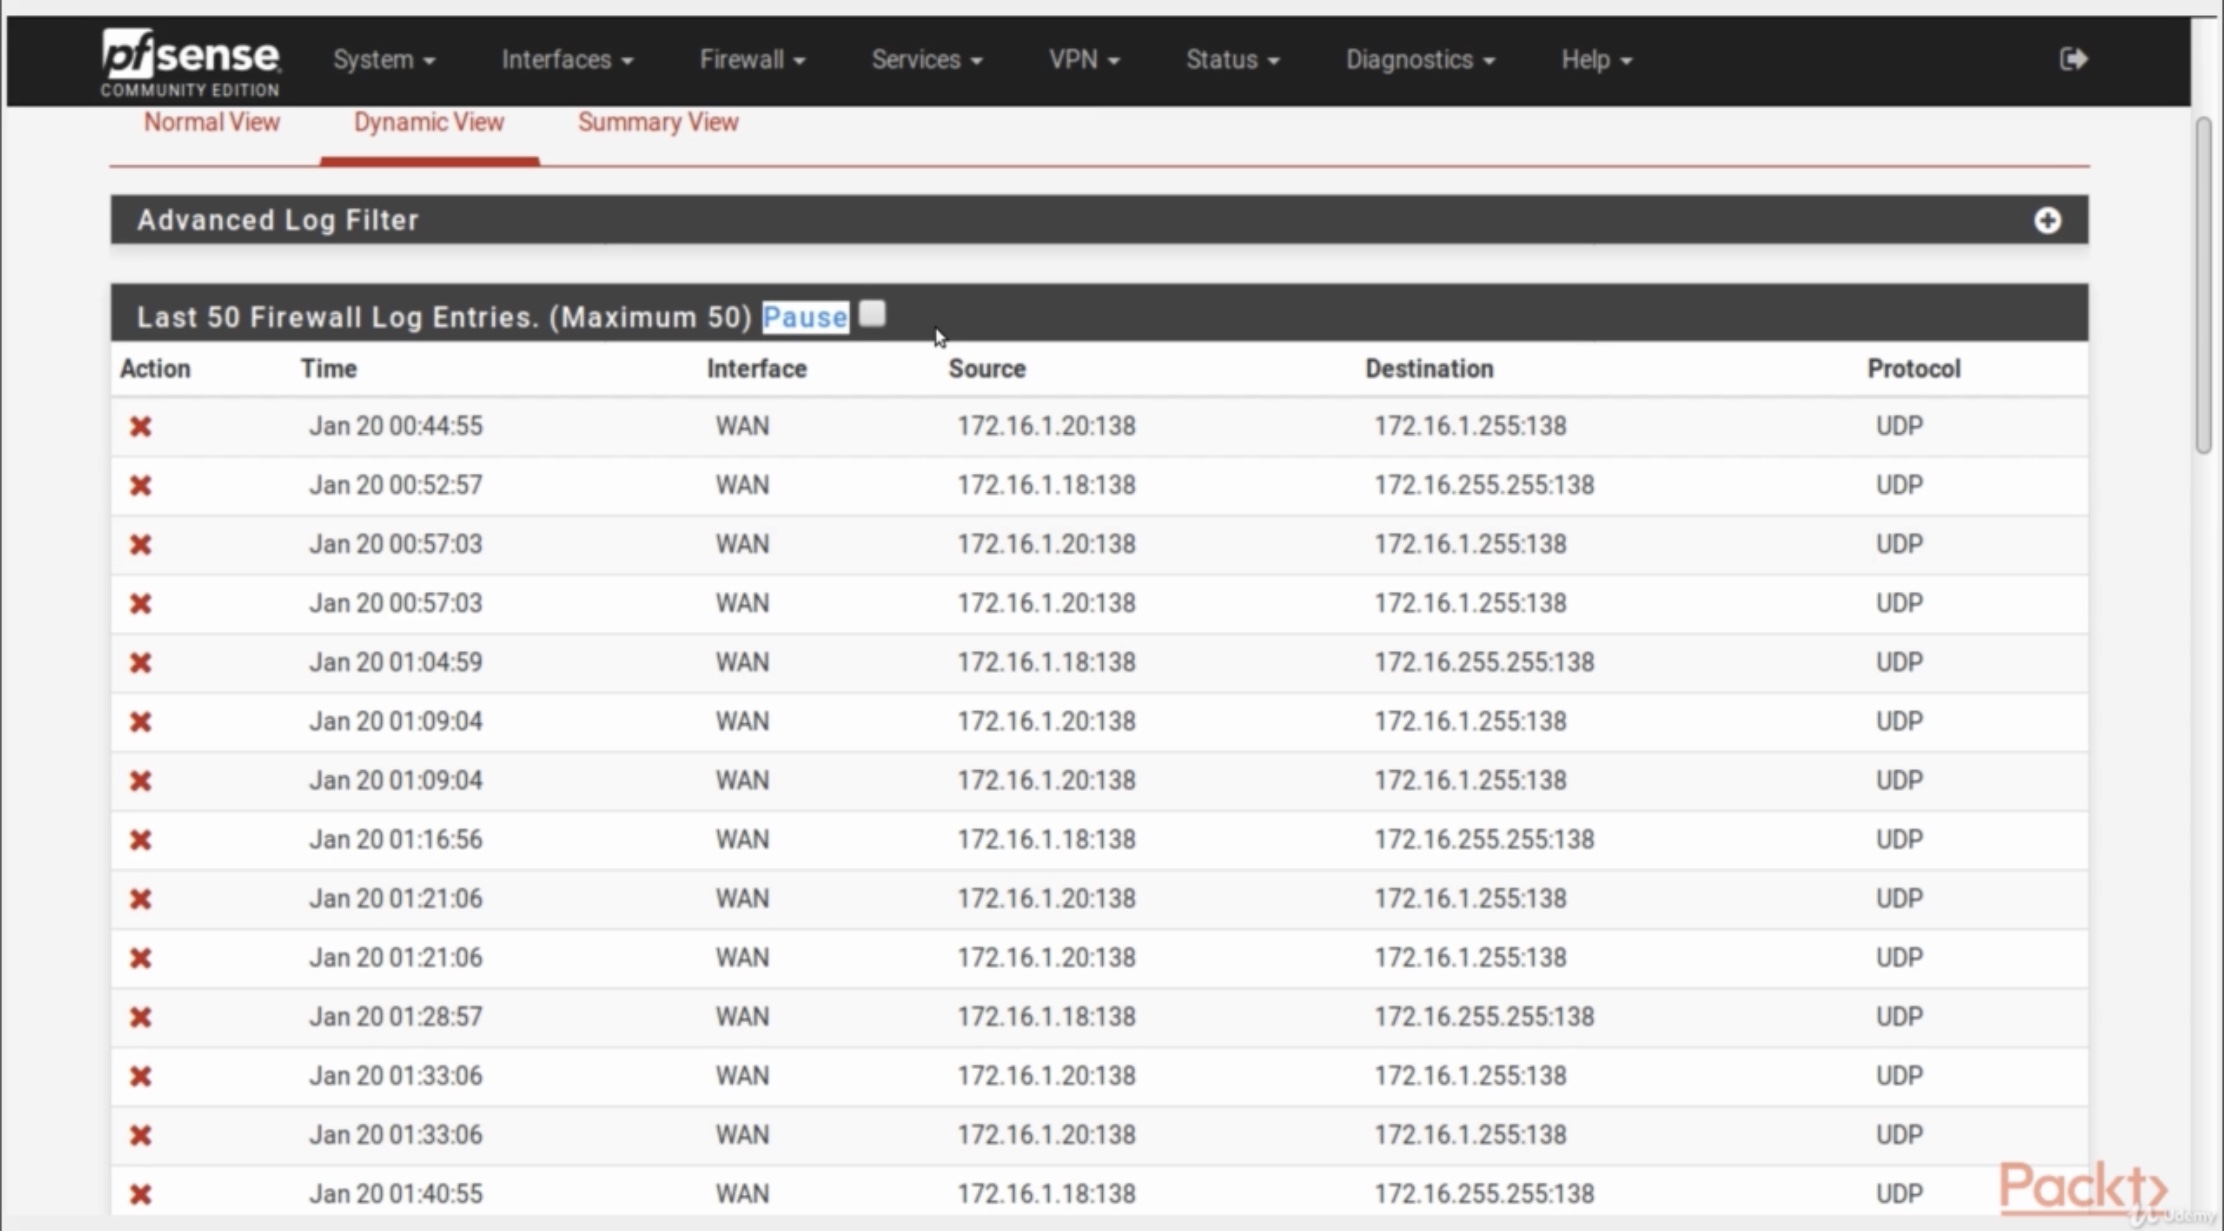 pfsense System Interfaces Firewall Services VPN Status Diagnostics Help
COMMUNITY EDITION
Normal View Dynamic View Summary View
Advanced Log Filter
Last 50 Firewall Log Entries. (Maximum 50) Pause
Action Time Interface Source Destination Protocol
Jan 20 00:44:55 WAN 172.16.1.20:138 172.16.1.255:138 UDP
Jan 20 00:52:57 WAN 172.16.1.18:138 172.16.255.255:138 UDP
Jan 20 00:57:03 WAN 172.16.1.20:138 172.16.1.255:138 UDP
Jan 20 00:57:03 WAN 172.16.1.20:138 172.16.1.255:138 UDP
Jan 20 01:04:59 WAN 172.16.1.18:138 172.16.255.255:138 UDP
Jan 20 01:09:04 WAN 172.16.1.20:138 172.16.1.255:138 UDP
Jan 20 01:09:04 WAN 172.16.1.20:138 172.16.1.255:138 UDP
Jan 20 01:16:56 WAN 172.16.1.18:138 172.16.255.255:138 UDP
Jan 20 01:21:06 WAN 172.16.1.20:138 172.16.1.255:138 UDP
Jan 20 01:21:06 WAN 172.16.1.20:138 172.16.1.255:138 UDP
Jan 20 01:28:57 WAN 172.16.1.18:138 172.16.255.255:138 UDP
Jan 20 01:33:06 WAN 172.16.1.20:138 172.16.1.255:138 UDP
Jan 20 01:33:06 WAN 172.16.1.20:138 172.16.1.255:138 UDP
Jan 20 01:40:55 WAN 172.16.1.18:138 172.16.255.255:138 UDP
Packt>
Udemy